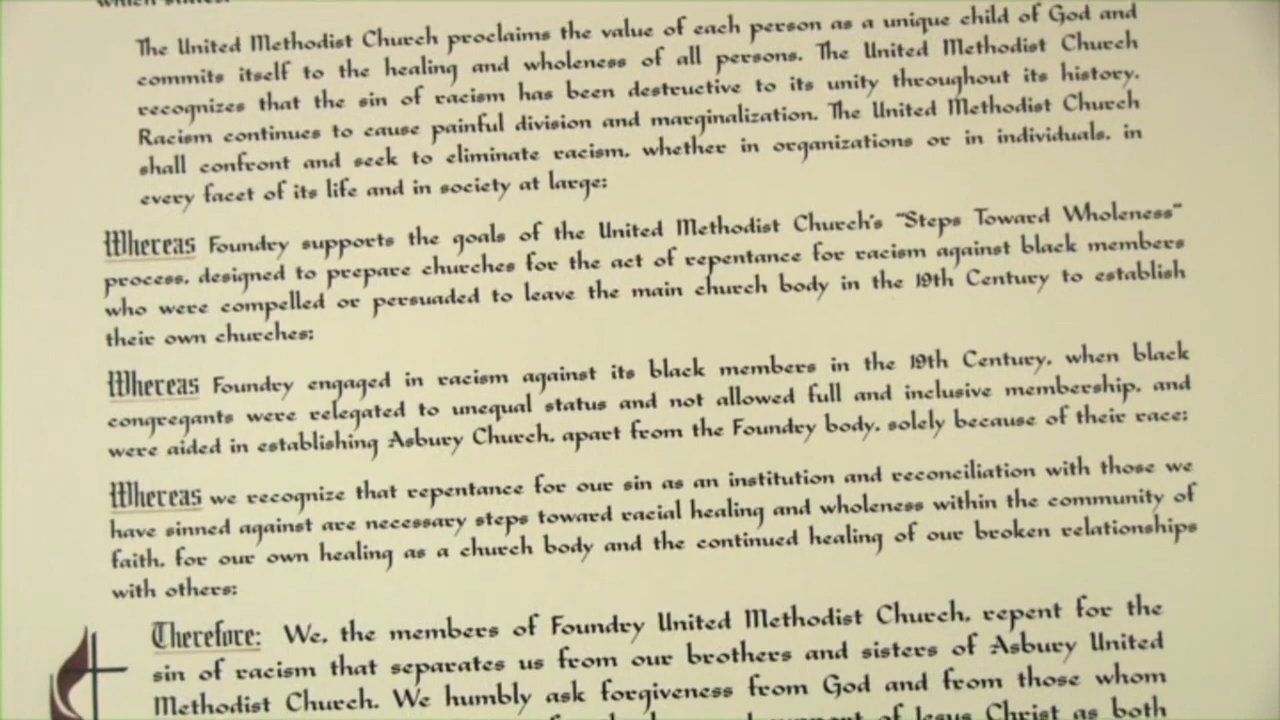 which states:
The United Methodist Church proclaims the value of each person as a unique child of God and
commits itself to the healing and wholeness of all persons. The United Methodist Church
recognizes that the sin of racism has been destructive to its unity throughout its history.
Racism continues to cause painful division and marginalization. The United Methodist Church
shall confront and seek to eliminate racism, whether in organizations or in individuals, in
every facet of its life and in society at large;
Whereas Foundry supports the goals of the United Methodist Church's "Steps Toward Wholeness"
process, designed to prepare churches for the act of repentance for racism against black members
who were compelled or persuaded to leave the main church body in the 19th Century to establish
their own churches;
Whereas Foundry engaged in racism against its black members in the 19th Century, when black
congregants were relegated to unequal status and not allowed full and inclusive membership, and
were aided in establishing Asbury Church, apart from the Foundry body, solely because of their race;
Whereas we recognize that repentance for our sin as an institution and reconciliation with those we
have sinned against are necessary steps toward racial healing and wholeness within the community of
faith, for our own healing as a church body and the continued healing of our broken relationships
with others;
Therefore: We, the members of Foundry United Methodist Church, repent for the
sin of racism that separates us from our brothers and sisters of Asbury United
Methodist Church. We humbly ask forgiveness from God and from those whom
of Jesus Christ as both